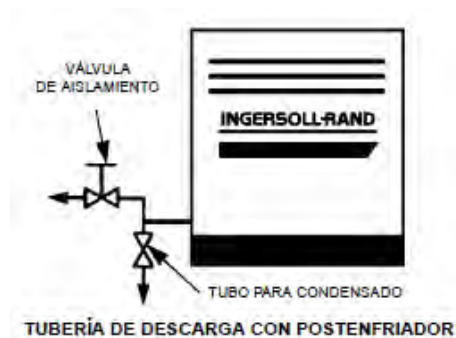 VÁLVULA
DE AISLAMIENTO
INGERSOLL-RAND
TUBO PARA CONDENSADO
TUBERÍA DE DESCARGA CON POSTENFRIADOR